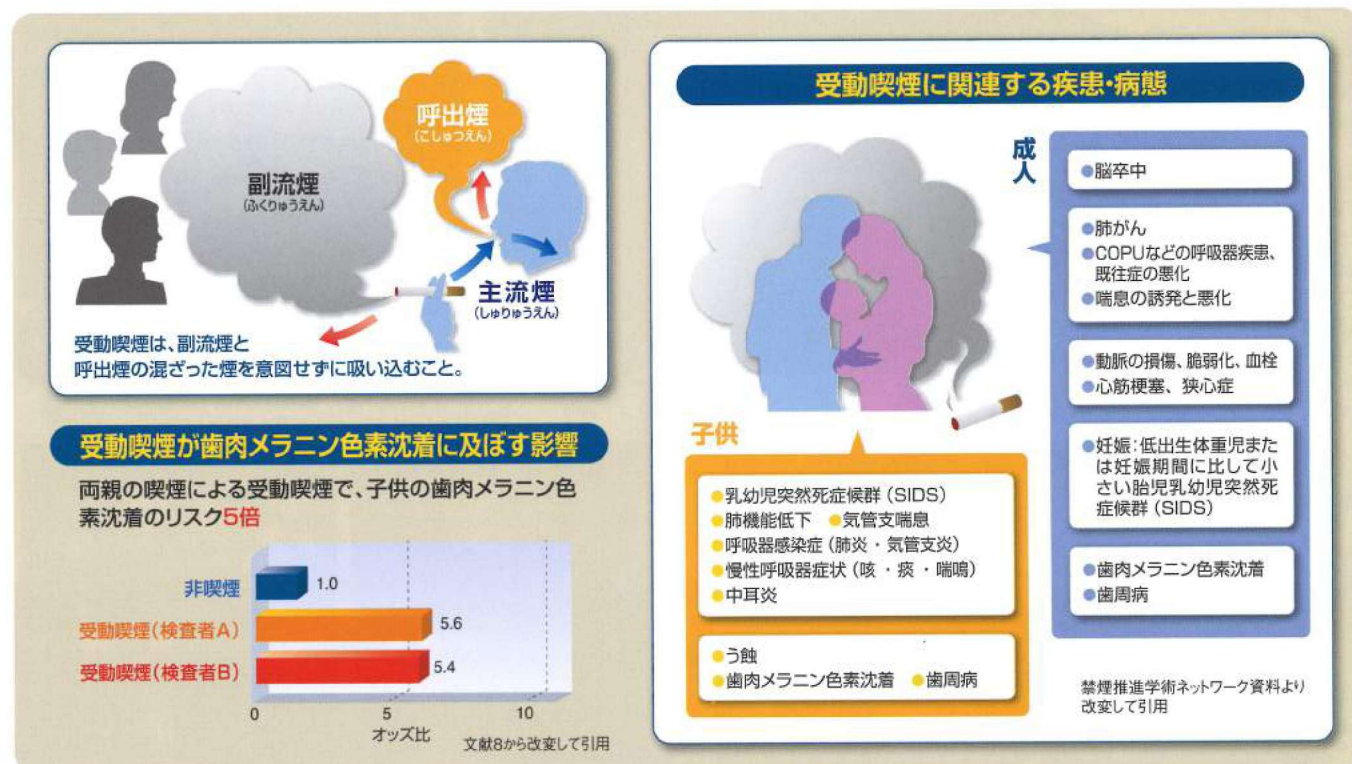 呼出煙
(こしゅつえん)
副流煙
(ふくりゅうえん)
主流煙
(しゅりゅうえん)
受動喫煙は、副流煙と
呼出煙の混ざった煙を意図せずに吸い込むこと。
受動喫煙が歯肉メラニン色素沈着に及ぼす影響
両親の喫煙による受動喫煙で、子供の歯肉メラニン色
素沈着のリスク5倍
非喫煙
1.0
受動喫煙(検査者A)
5.6
受動喫煙(検査者B)
5.4
0 5 10
オッズ比
文献8から改変して引用
受動喫煙に関連する疾患・病態
成人
●脳卒中
●肺がん
●COPUなどの呼吸器疾患、
既往症の悪化
●喘息の誘発と悪化
●動脈の損傷、脆弱化、血栓
●心筋梗塞、狭心症
●妊娠:低出生体重児また
は妊娠期間に比して小
さい胎児乳幼児突然死
症候群(SIDS)
●歯肉メラニン色素沈着
●歯周病
子供
●乳幼児突然死症候群(SIDS)
●肺機能低下 ●気管支喘息
●呼吸器感染症(肺炎・気管支炎)
●慢性呼吸器症状(咳・痰・喘鳴)
●中耳炎
●う蝕
●歯肉メラニン色素沈着 ●歯周病
禁煙推進学術ネットワーク資料より
改変して引用